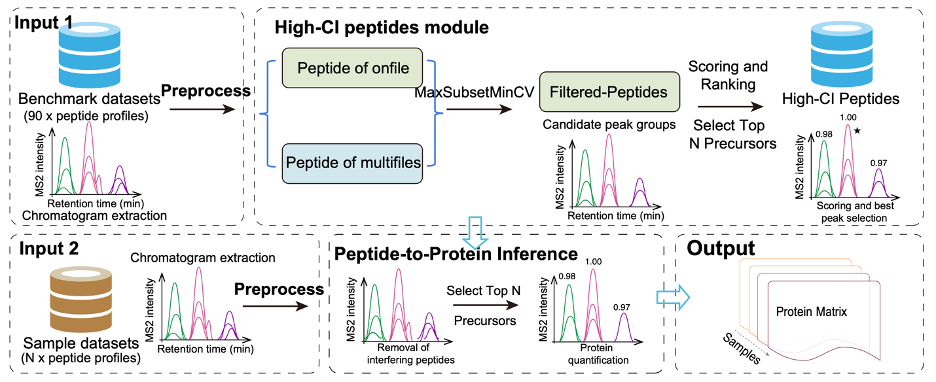 Input 1
Benchmark datasets
(90 x peptide profiles)
MS2 intensity
Retention time (min)
Chromatogram extraction
Preprocess
High-CI peptides module
Peptide of onfile
Peptide of multifiles
MaxSubsetMinCV
Filtered-Peptides
Candidate peak groups
MS2 intensity
Retention time (min)
Scoring and
Ranking
Select Top
N Precursors
High-CI Peptides
0.98
1.00
★
0.97
MS2 intensity
Scoring and best
peak selection
Input 2
Sample datasets
(N x peptide profiles)
Chromatogram extraction
MS2 intensity
Retention time (min)
Preprocess
Peptide-to-Protein Inference
MS2 intensity
Removal of
interfering peptides
Select Top N
Precursors
0.98
1.00
0.97
MS2 intensity
Protein
quantification
Output
Protein Matrix
Samples